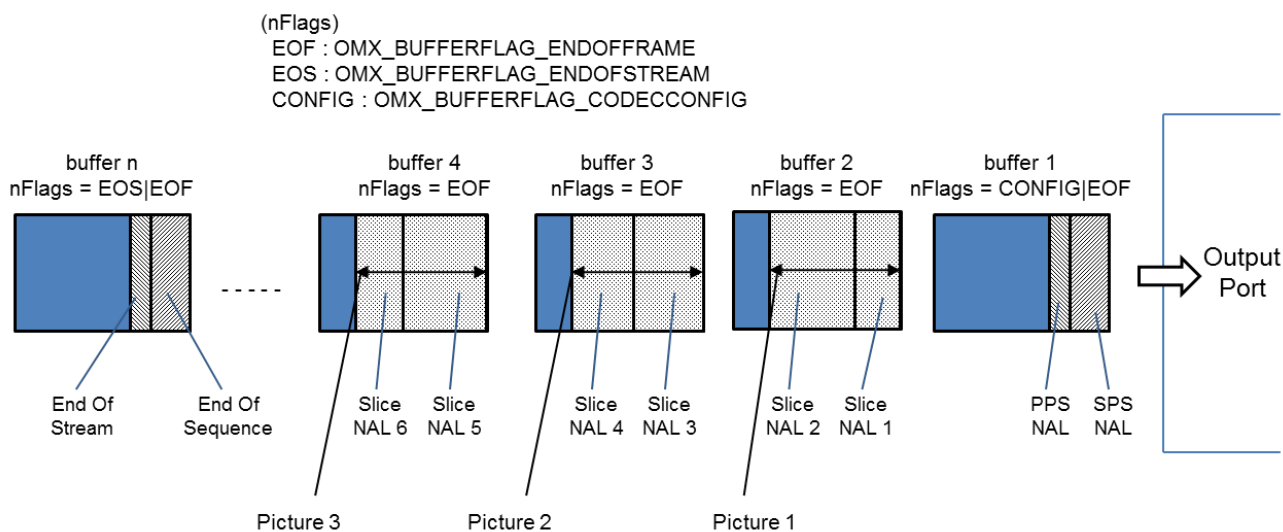 (nFlags)
EOF : OMX_BUFFERFLAG_ENDOFFRAME
EOS : OMX_BUFFERFLAG_ENDOFSTREAM
CONFIG : OMX_BUFFERFLAG_CODECCONFIG
buffer n
nFlags = EOS|EOF
buffer 4
nFlags = EOF
buffer 3
nFlags = EOF
buffer 2
nFlags = EOF
buffer 1
nFlags = CONFIG|EOF
Output
Port
- - - - -
End Of
Stream
End Of
Sequence
Slice
NAL 6
Slice
NAL 5
Slice
NAL 4
Slice
NAL 3
Slice
NAL 2
Slice
NAL 1
PPS
NAL
SPS
NAL
Picture 3
Picture 2
Picture 1